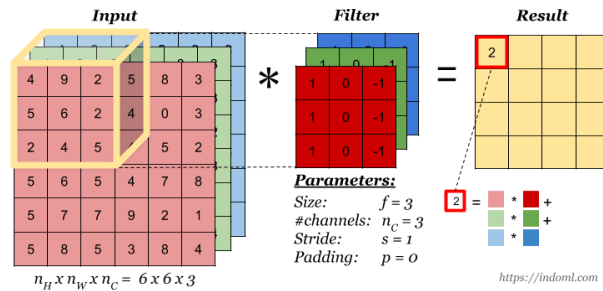 Input
Filter
Result
4 9 2 5 8 3
5 6 2 4 0 3
2 4 5 4 5 2
5 6 5 4 7 8
5 7 7 9 2 1
5 8 5 3 8 4
*
1 0 -1
1 0 -1
1 0 -1
=
2
Parameters:
Size: f = 3
#channels: n_C = 3
Stride: s = 1
Padding: p = 0
2 = * +
* +
*
n_H x n_W x n_C = 6 x 6 x 3
https://indoml.com